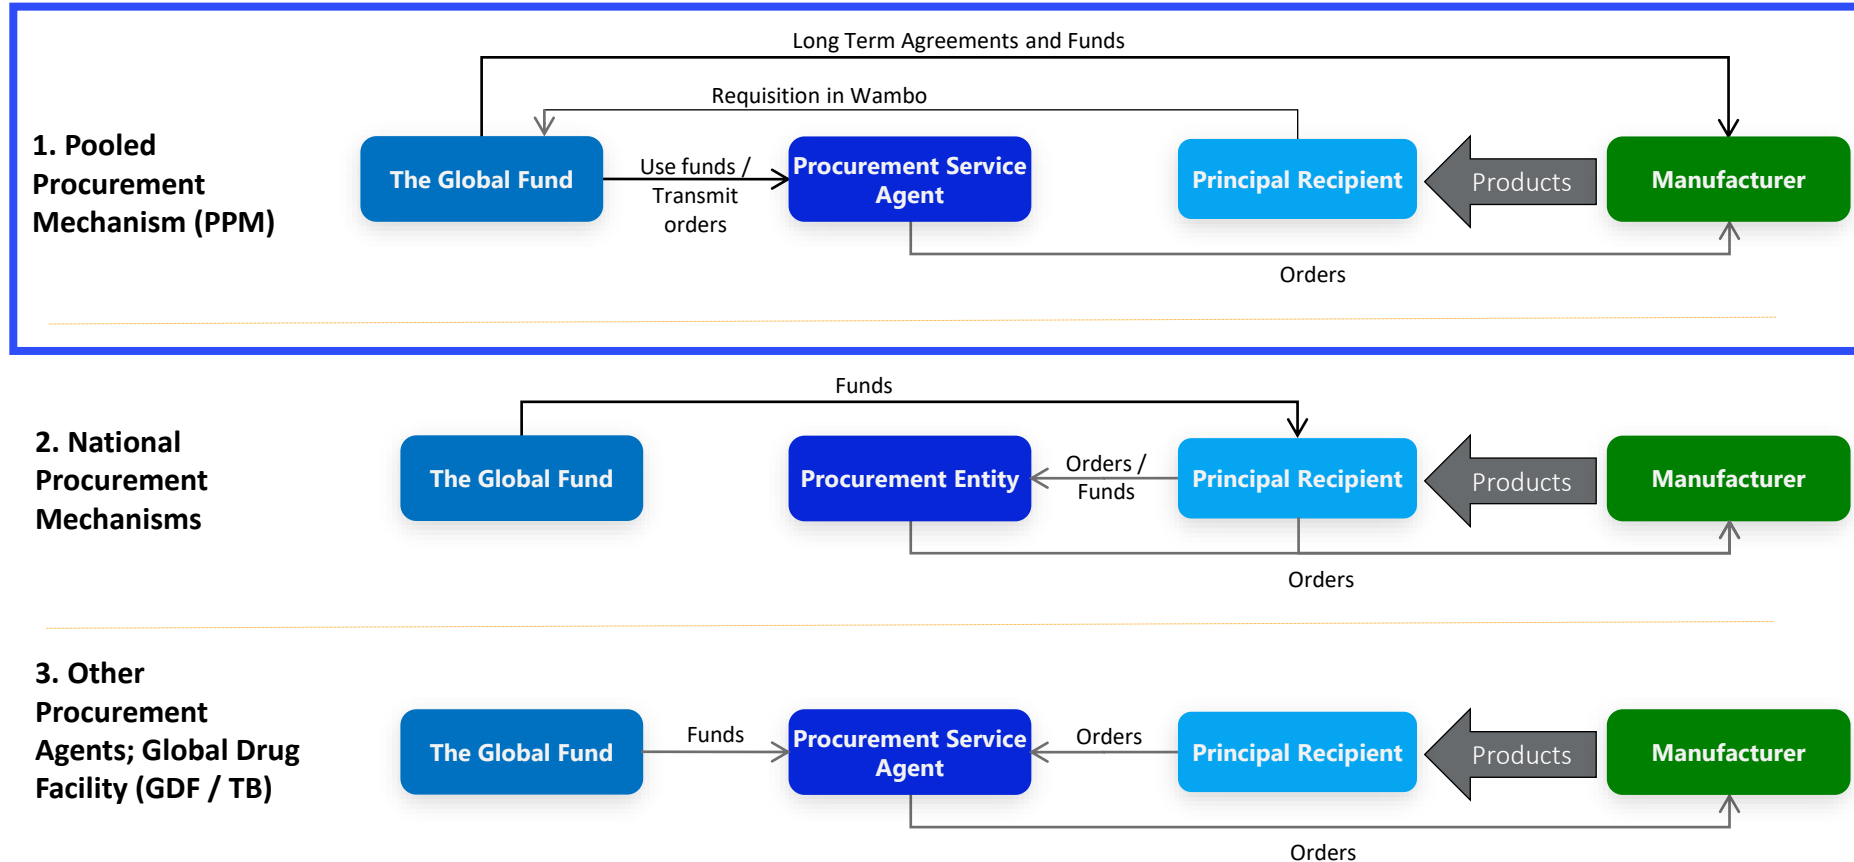 Long Term Agreements and Funds
Requisition in Wambo
1. Pooled
Procurement
Mechanism (PPM)
The Global Fund
Use funds /
Transmit
orders
Procurement Service
Agent
Principal Recipient
Products
Manufacturer
Orders
Funds
2. National
Procurement
Mechanisms
The Global Fund
Procurement Entity
Orders /
Funds
Principal Recipient
Products
Manufacturer
Orders
3. Other
Procurement
Agents; Global Drug
Facility (GDF / TB)
The Global Fund
Funds
Procurement Service
Agent
Orders
Principal Recipient
Products
Manufacturer
Orders